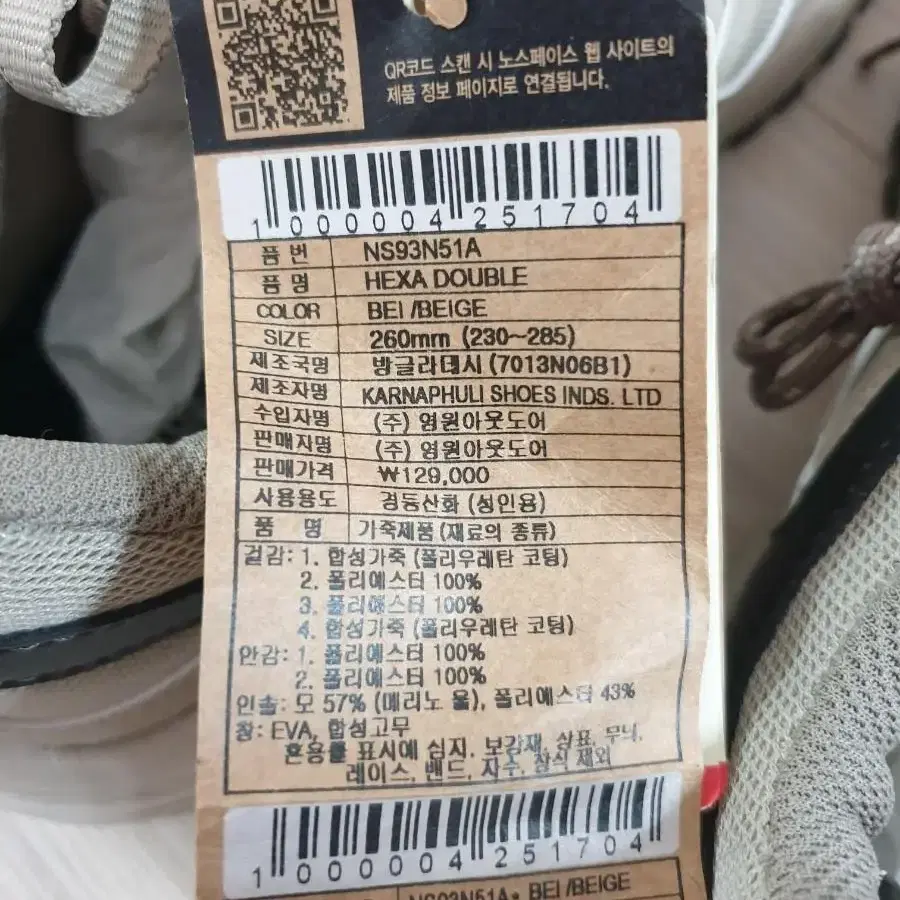 QR코드 스캔 시 노스페이스 웹 사이트의
제품 정보 페이지로 연결됩니다.
1000004251704
품 번 NS93N51A
품 명 HEXA DOUBLE
COLOR BEI /BEIGE
SIZE 260mm (230~285)
제조국명 방글라데시 (7013N06B1)
제조자명 KARNAPHULI SHOES INDS. LTD
수입자명 (주) 영원아웃도어
판매자명 (주) 영원아웃도어
판매가격 ₩129,000
사용용도 경등산화 (성인용)
품 명 가죽제품 (재료의 종류)
겉감: 1. 합성가죽 (폴리우레탄 코팅)
2. 폴리에스터 100%
3. 폴리에스터 100%
4. 합성가죽 (폴리우레탄 코팅)
안감: 1. 폴리에스터 100%
2. 폴리에스터 100%
인솔: 모 57% (메리노 울), 폴리에스터 43%
창: EVA, 합성고무
혼용률 표시에 심지, 보강재, 상표, 무늬,
레이스, 밴드, 자수, 장식 제외
1000004251704
NS93N51A* BEI /BEIGE